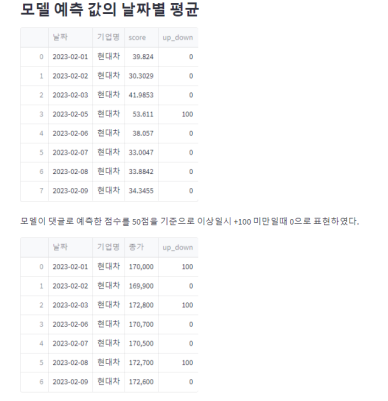 모델 예측 값의 날짜별 평균
날짜 기업명 score up_down
0 2023-02-01 현대차 39.824 0
1 2023-02-02 현대차 30.3029 0
2 2023-02-03 현대차 41.9853 0
3 2023-02-05 현대차 53.611 100
4 2023-02-06 현대차 38.057 0
5 2023-02-07 현대차 33.0047 0
6 2023-02-08 현대차 33.8842 0
7 2023-02-09 현대차 34.3455 0
모델이 댓글로 예측한 점수를 50점을 기준으로 이상일시 +100 미만일때 0으로 표현하였다.
날짜 기업명 종가 up_down
0 2023-02-01 현대차 170,000 100
1 2023-02-02 현대차 169,900 0
2 2023-02-03 현대차 172,800 100
3 2023-02-06 현대차 170,700 0
4 2023-02-07 현대차 170,500 0
5 2023-02-08 현대차 172,700 100
6 2023-02-09 현대차 172,600 0